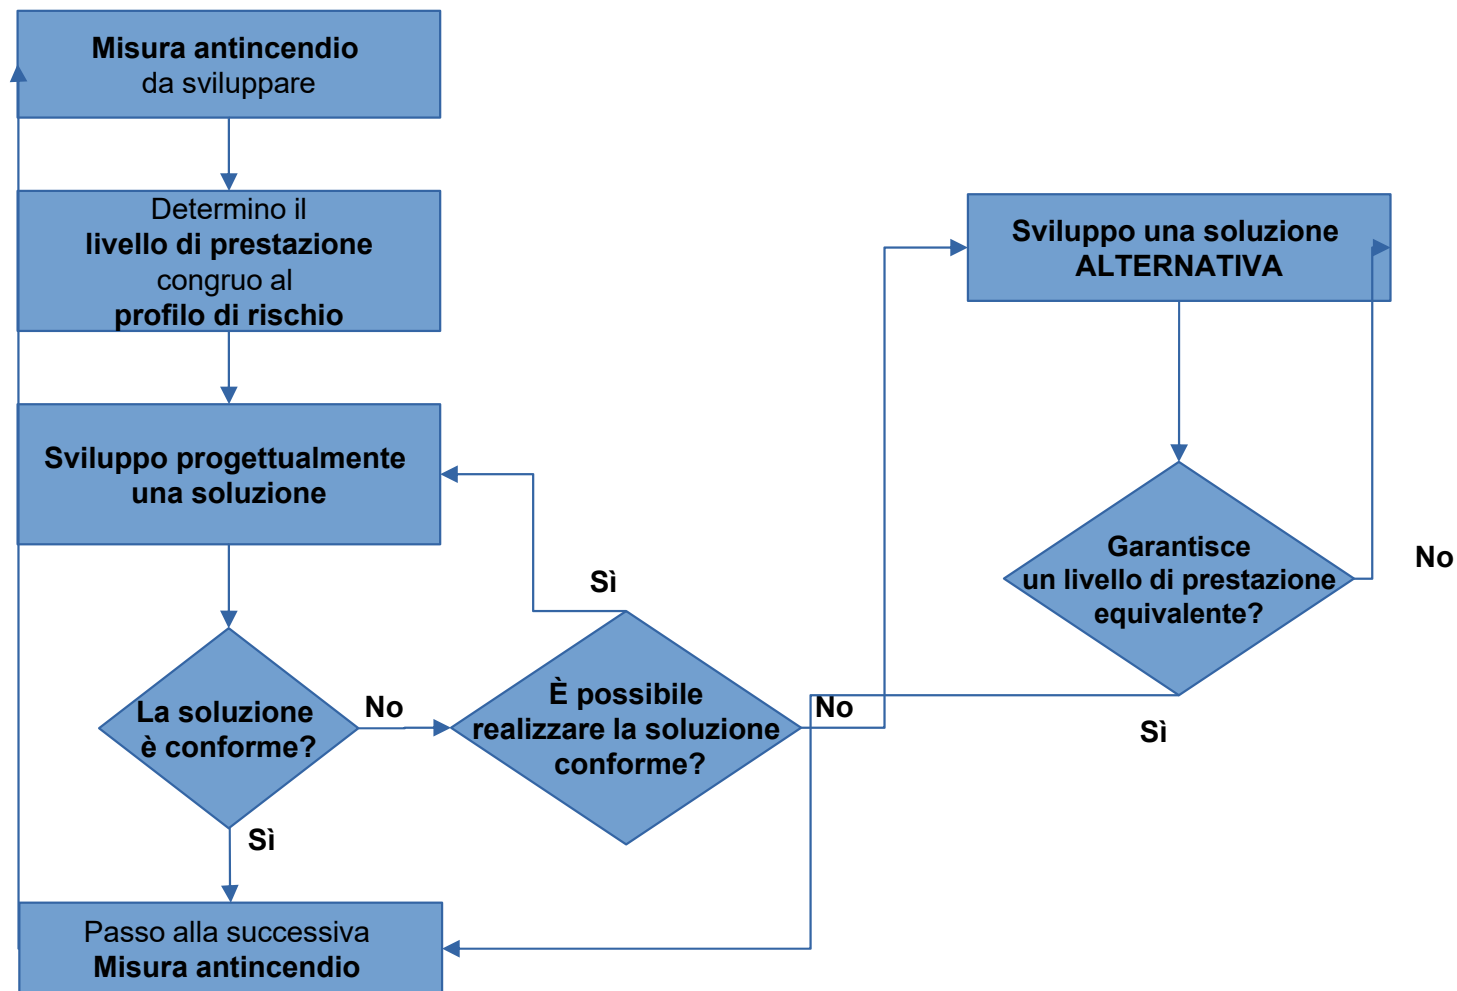 Misura antincendio
da sviluppare
Determino il
livello di prestazione
congruo al
profilo di rischio
Sviluppo progettualmente
una soluzione
La soluzione
è conforme?
No
Sì
È possibile
realizzare la soluzione
conforme?
Sì
No
Sviluppo una soluzione
ALTERNATIVA
Garantisce
un livello di prestazione
equivalente?
No
Sì
Passo alla successiva
Misura antincendio